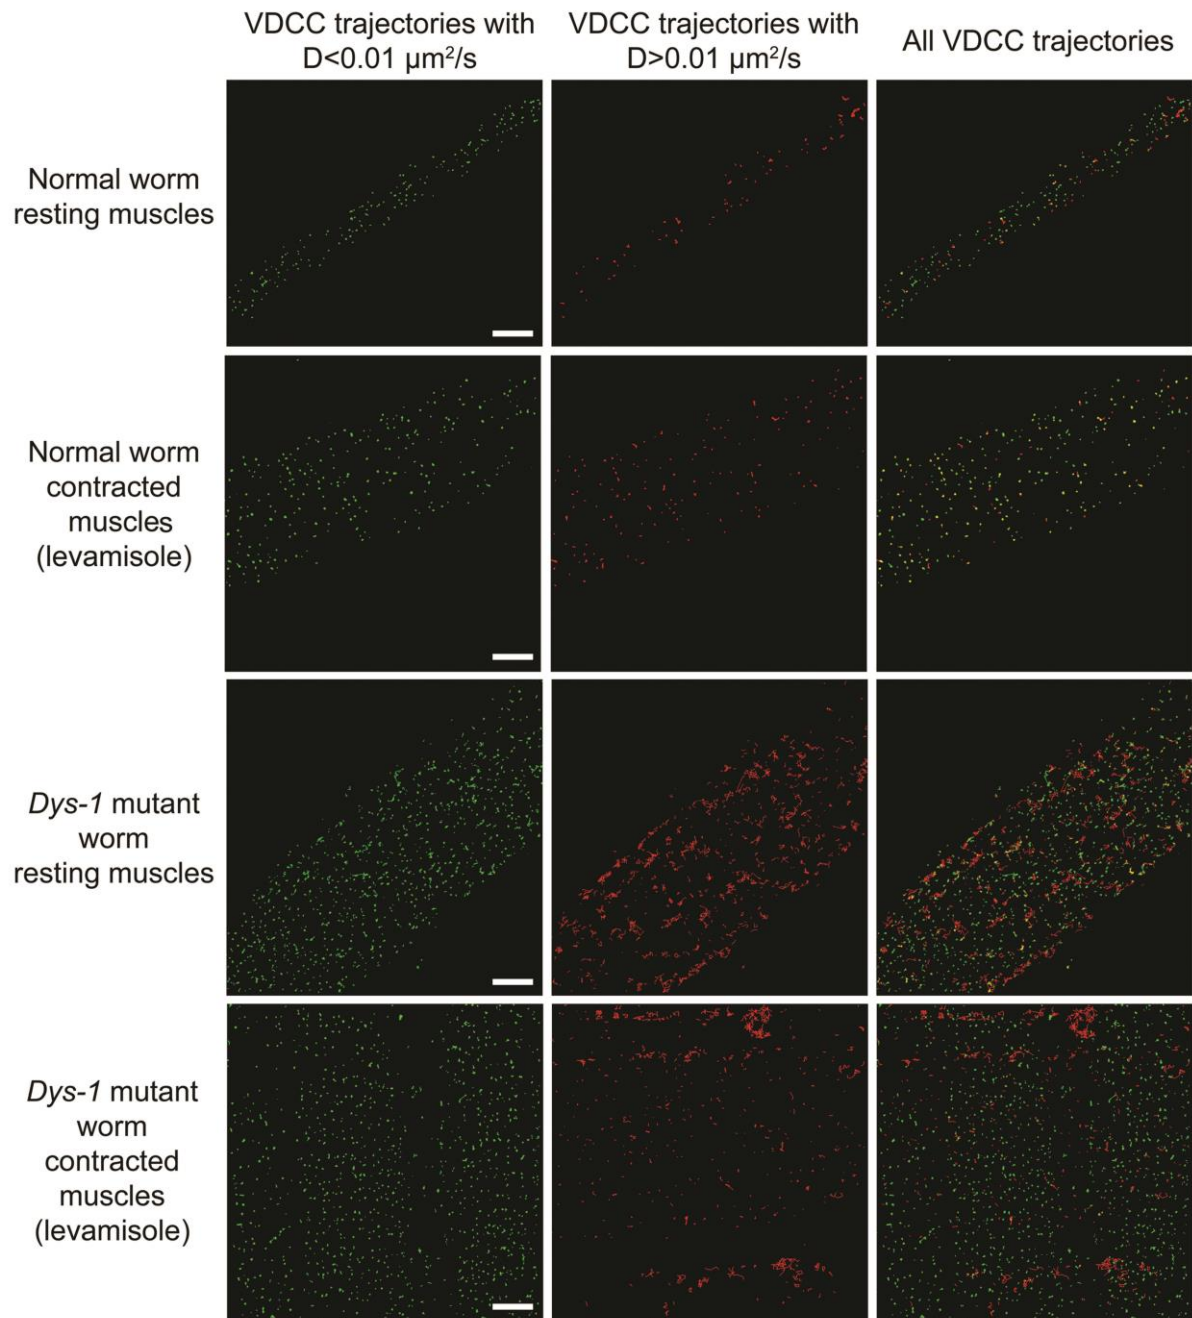 VDCC trajectories with
D<0.01 µm²/s
VDCC trajectories with
D>0.01 µm²/s
All VDCC trajectories
Normal worm
resting muscles
Normal worm
contracted
muscles
(levamisole)
Dys-1 mutant
worm
resting muscles
Dys-1 mutant
worm
contracted
muscles
(levamisole)